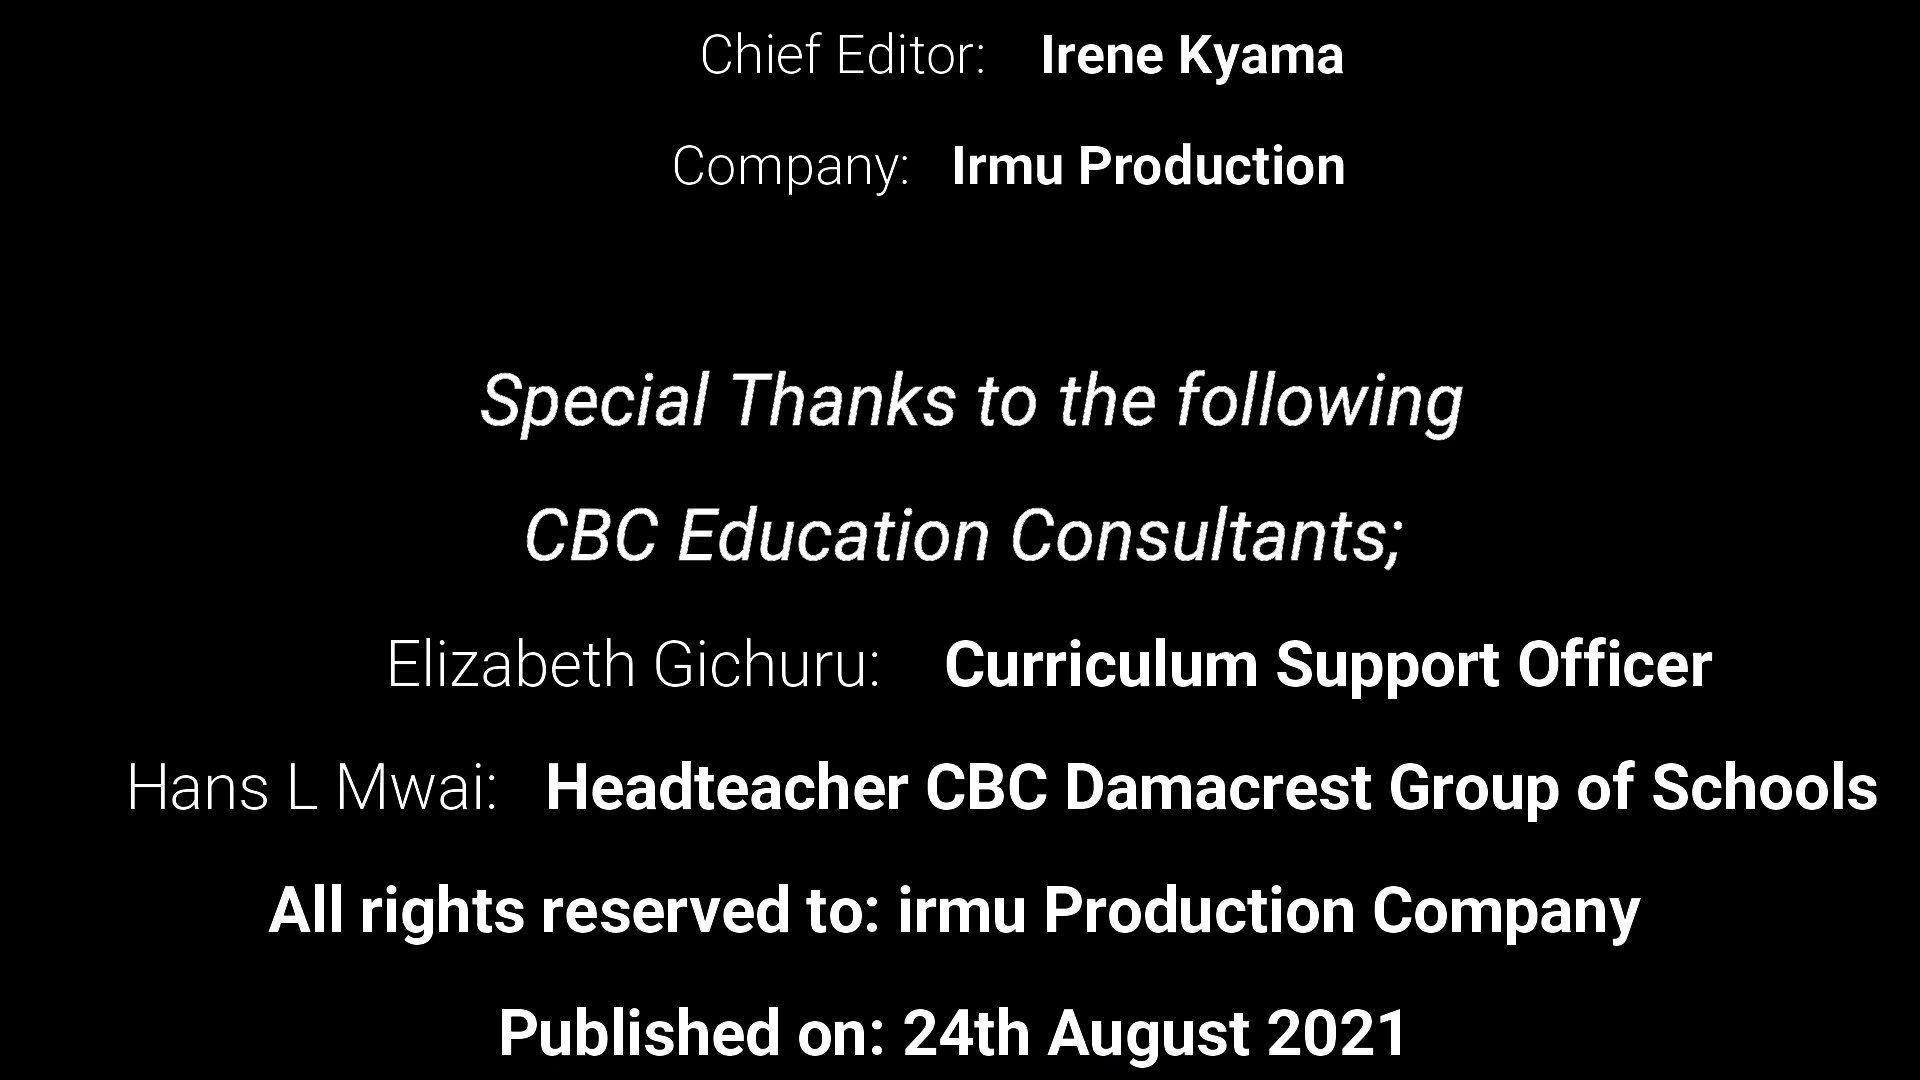 Chief Editor: Irene Kyama
Company: Irmu Production
Special Thanks to the following
CBC Education Consultants;
Elizabeth Gichuru: Curriculum Support Officer
Hans L Mwai: Headteacher CBC Damacrest Group of Schools
All rights reserved to: irmu Production Company
Published on: 24th August 2021